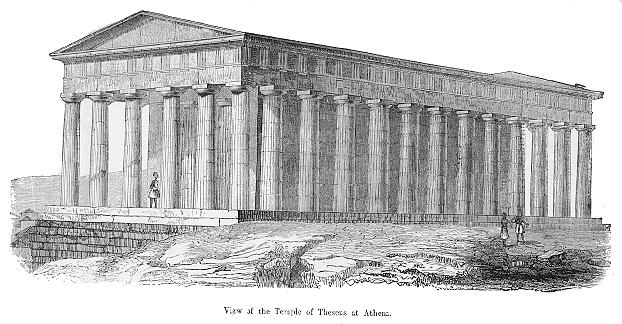 View of the Temple of Theseus at Athens.